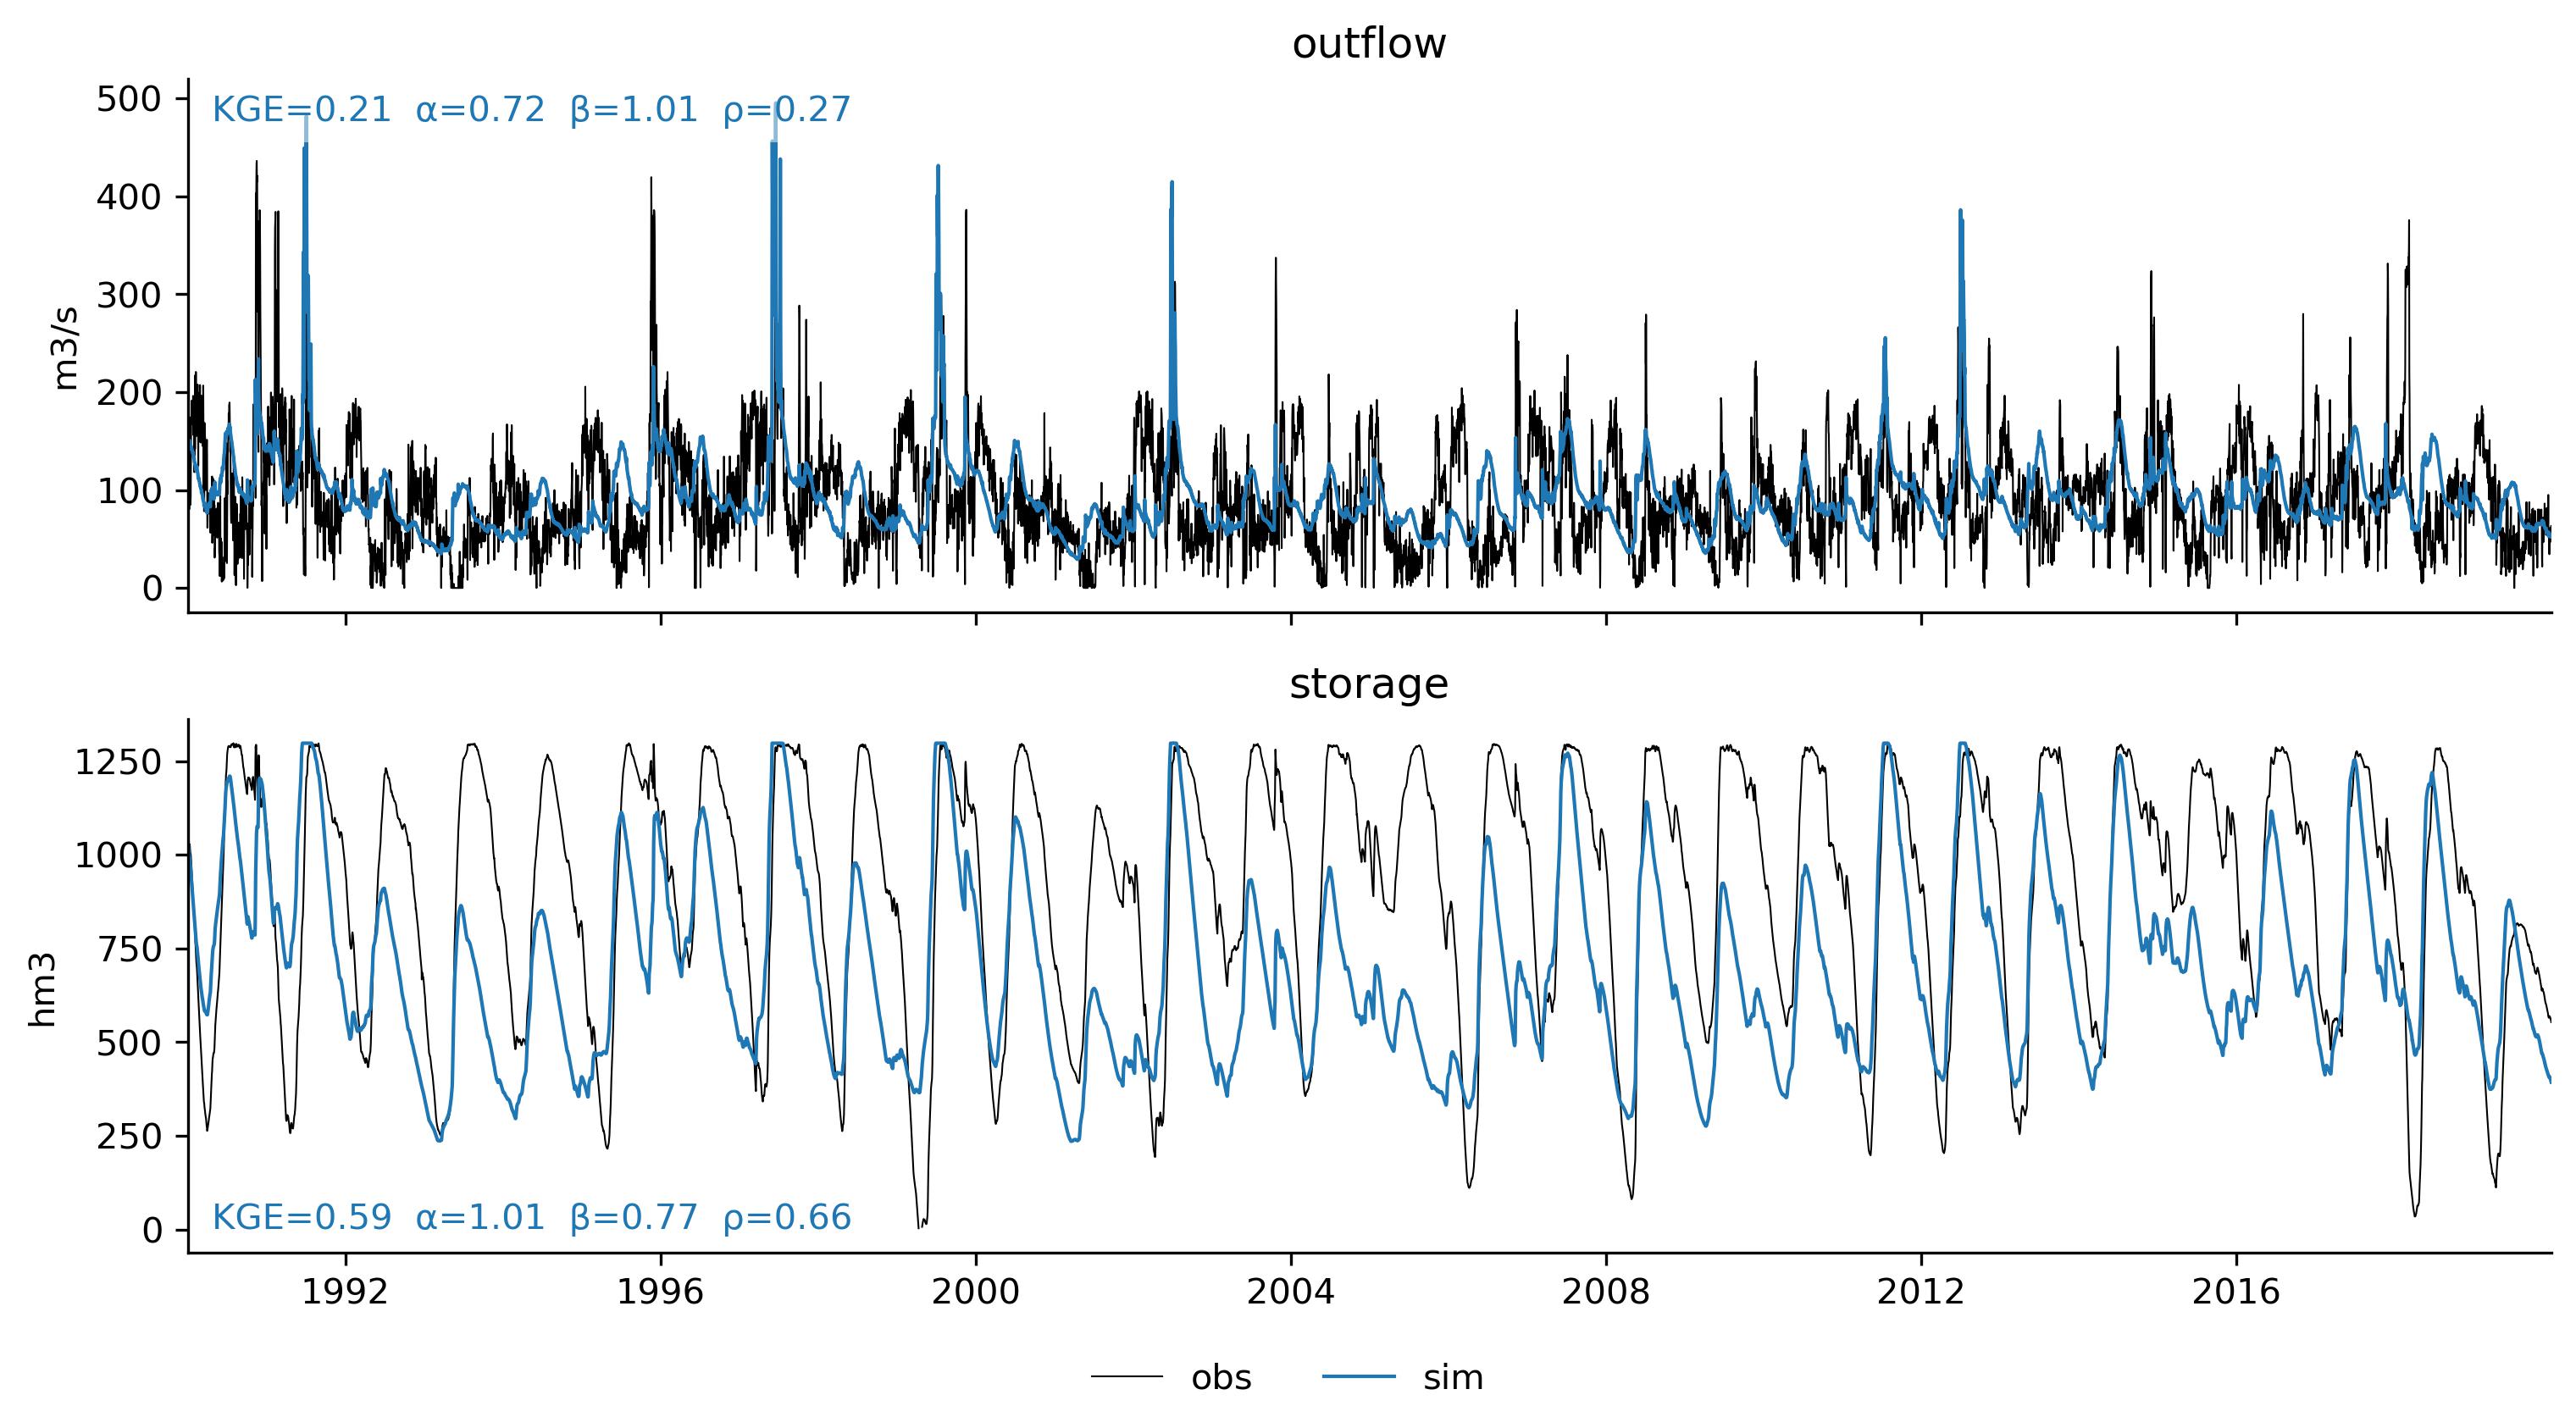 outflow
500
KGE=0.21 α=0.72 β=1.01 ρ=0.27
400
300
m3/s
200
100
0
storage
1250
1000
750
hm3
500
250
0
KGE=0.59 α=1.01 β=0.77 ρ=0.66
1992 1996 2000 2004 2008 2012 2016
obs sim